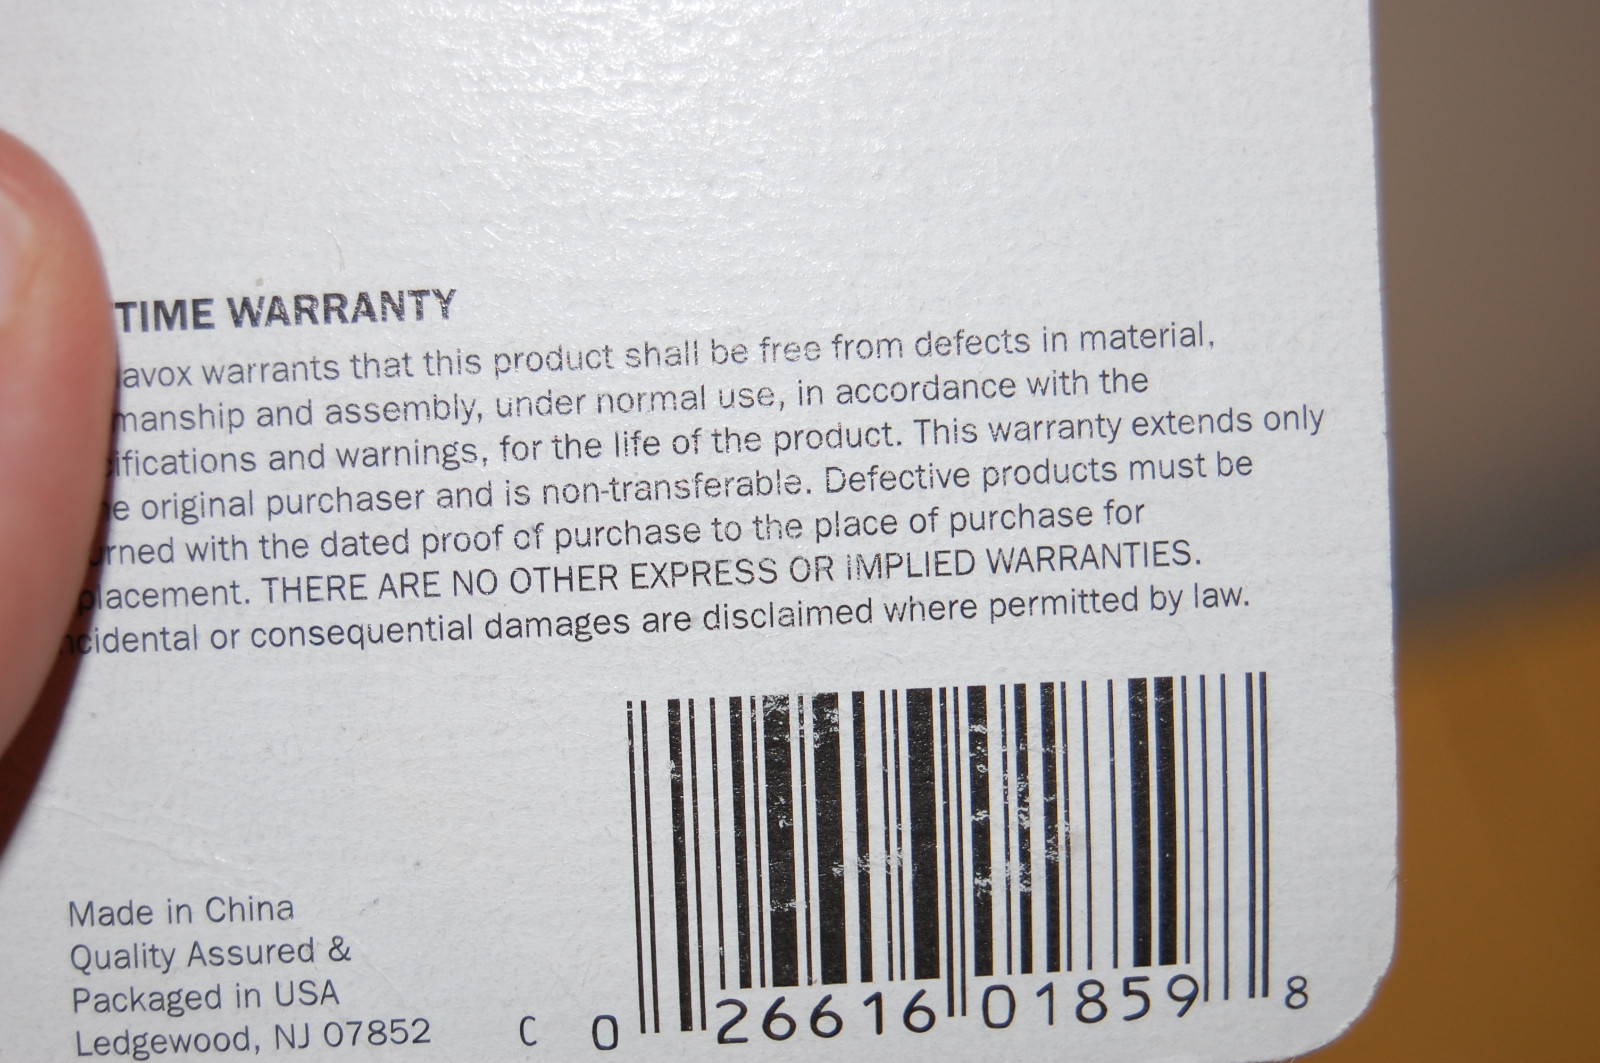 TIME WARRANTY
avox warrants that this product shall be free from defects in material,
manship and assembly, under normal use, in accordance with the
ifications and warnings, for the life of the product. This warranty extends only
e original purchaser and is non-transferable. Defective products must be
urned with the dated proof of purchase to the place of purchase for
placement. THERE ARE NO OTHER EXPRESS OR IMPLIED WARRANTIES.
ncidental or consequential damages are disclaimed where permitted by law.
Made in China
Quality Assured &
Packaged in USA
Ledgewood, NJ 07852
C 0 26616 01859 8